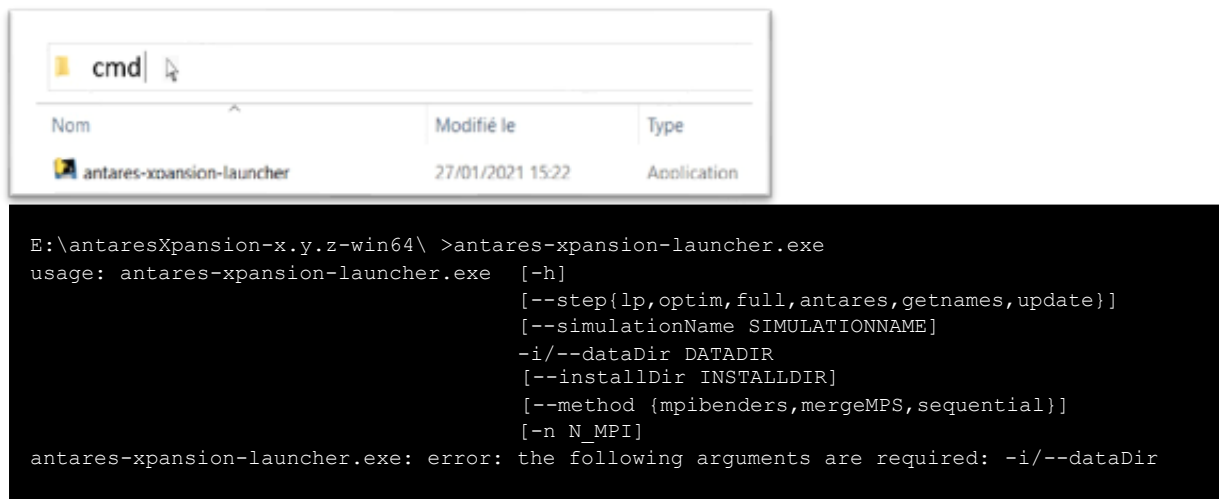 cmd
Nom Modifié le Type
antares-xpansion-launcher 27/01/2021 15:22 Application
E:\antaresXpansion-x.y.z-win64\ >antares-xpansion-launcher.exe
usage: antares-xpansion-launcher.exe [-h]
[--step{lp,optim,full,antares,getnames,update}]
[--simulationName SIMULATIONNAME]
-i/--dataDir DATADIR
[--installDir INSTALLDIR]
[--method {mpibenders,mergeMPS,sequential}]
[-n N_MPI]
antares-xpansion-launcher.exe: error: the following arguments are required: -i/--dataDir